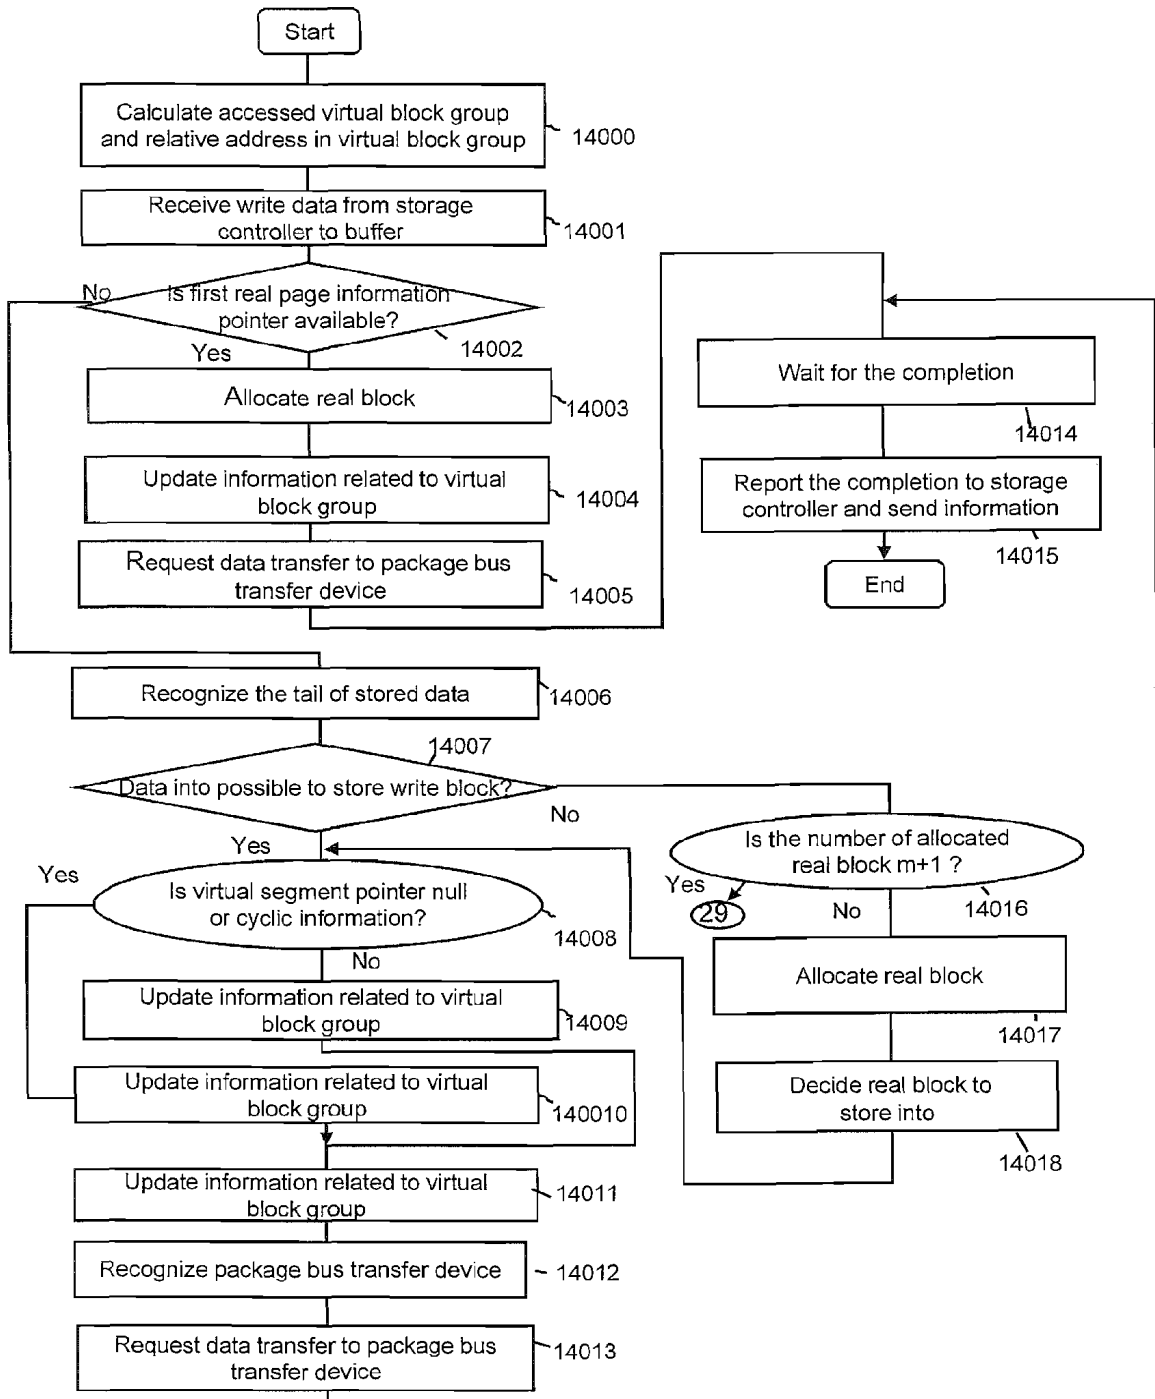 Start
Calculate accessed virtual block group
and relative address in virtual block group
14000
Receive write data from storage
controller to buffer
14001
No
Is first real page information
pointer available?
14002
Yes
Allocate real block
14003
Update information related to virtual
block group
14004
Request data transfer to package bus
transfer device
14005
Wait for the completion
14014
Report the completion to storage
controller and send information
14015
End
Recognize the tail of stored data
14006
14007
Data into possible to store write block?
No
Yes
Is the number of allocated
real block m+1 ?
Yes
29
No
14016
Yes
Is virtual segment pointer null
or cyclic information?
14008
No
Allocate real block
14017
Update information related to virtual
block group
14009
Decide real block to
store into
14018
Update information related to virtual
block group
140010
Update information related to virtual
block group
14011
Recognize package bus transfer device
14012
Request data transfer to package bus
transfer device
14013